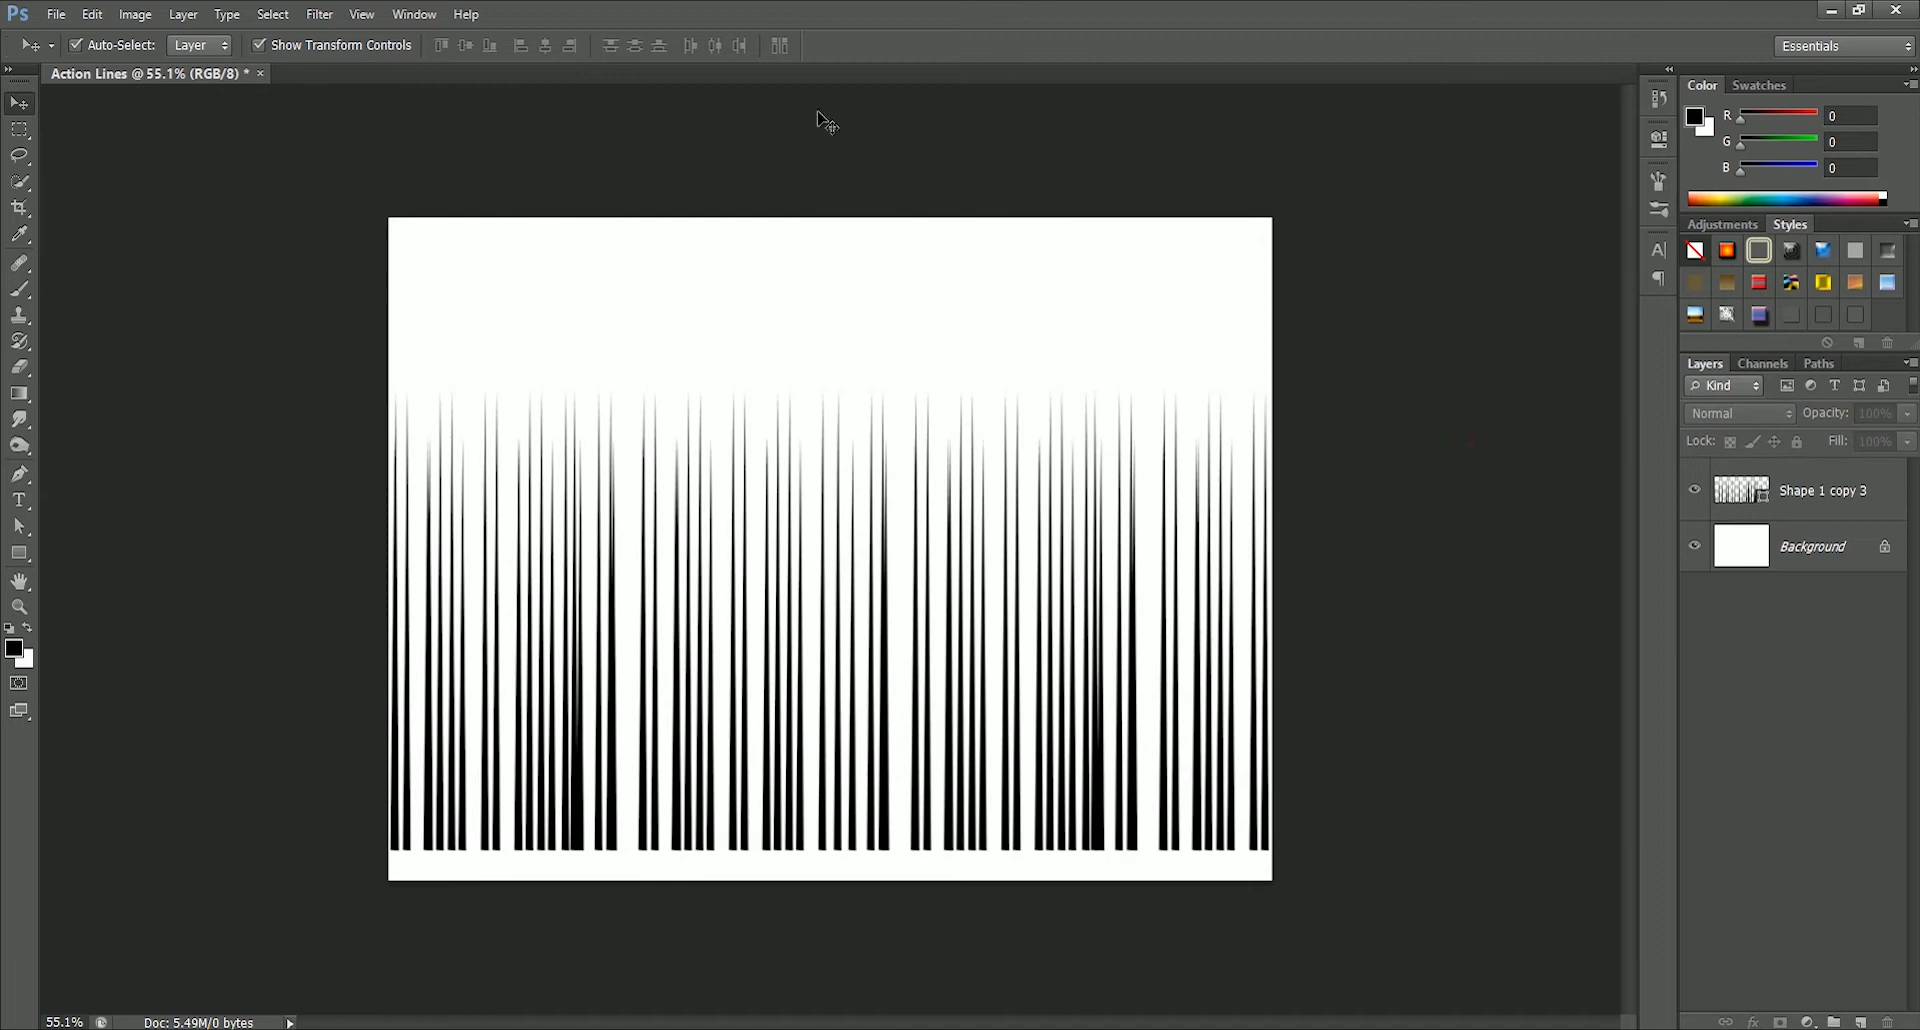 Ps File Edit Image Layer Type Select Filter View Window Help
Auto-Select: Layer Show Transform Controls Essentials
Action Lines @ 55.1% (RGB/8) * ×
Color Swatches
R 0
G 0
B 0
Adjustments Styles
Layers Channels Paths
Kind
Normal Opacity: 100%
Lock: Fill: 100%
Shape 1 copy 3
Background
55.1% Doc: 5.49M/0 bytes